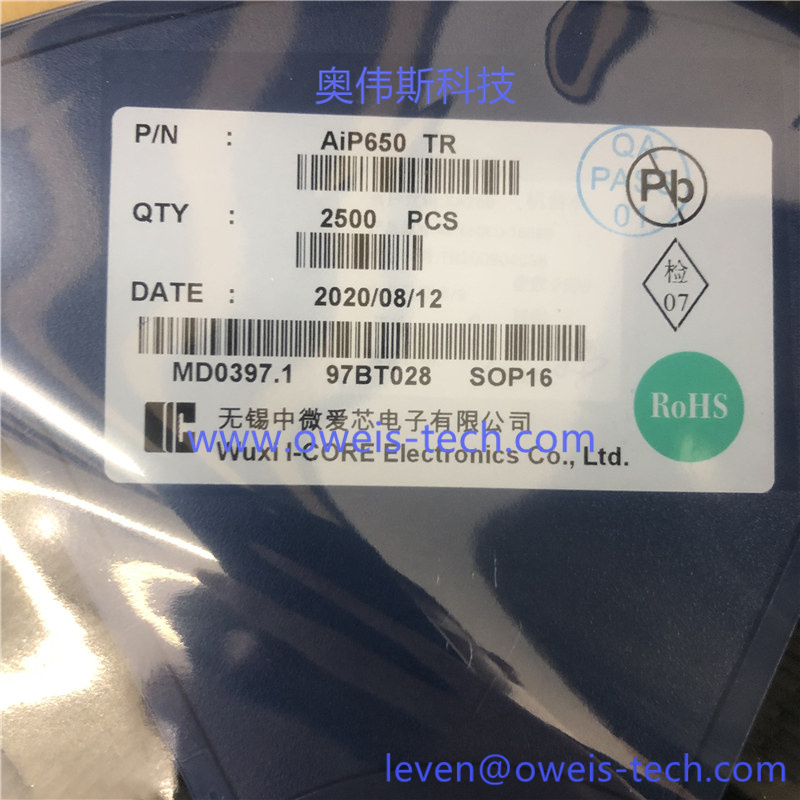 奥伟斯科技
P/N : AiP650 TR
QTY : 2500 PCS
DATE : 2020/08/12
MD0397.1 97BT028 SOP16
QA
PASS
01
Pb
检
07
RoHS
无锡中微爱芯电子有限公司
www.oweis-tech.com
Wuxi I-CORE Electronics Co., Ltd.
leven@oweis-tech.com